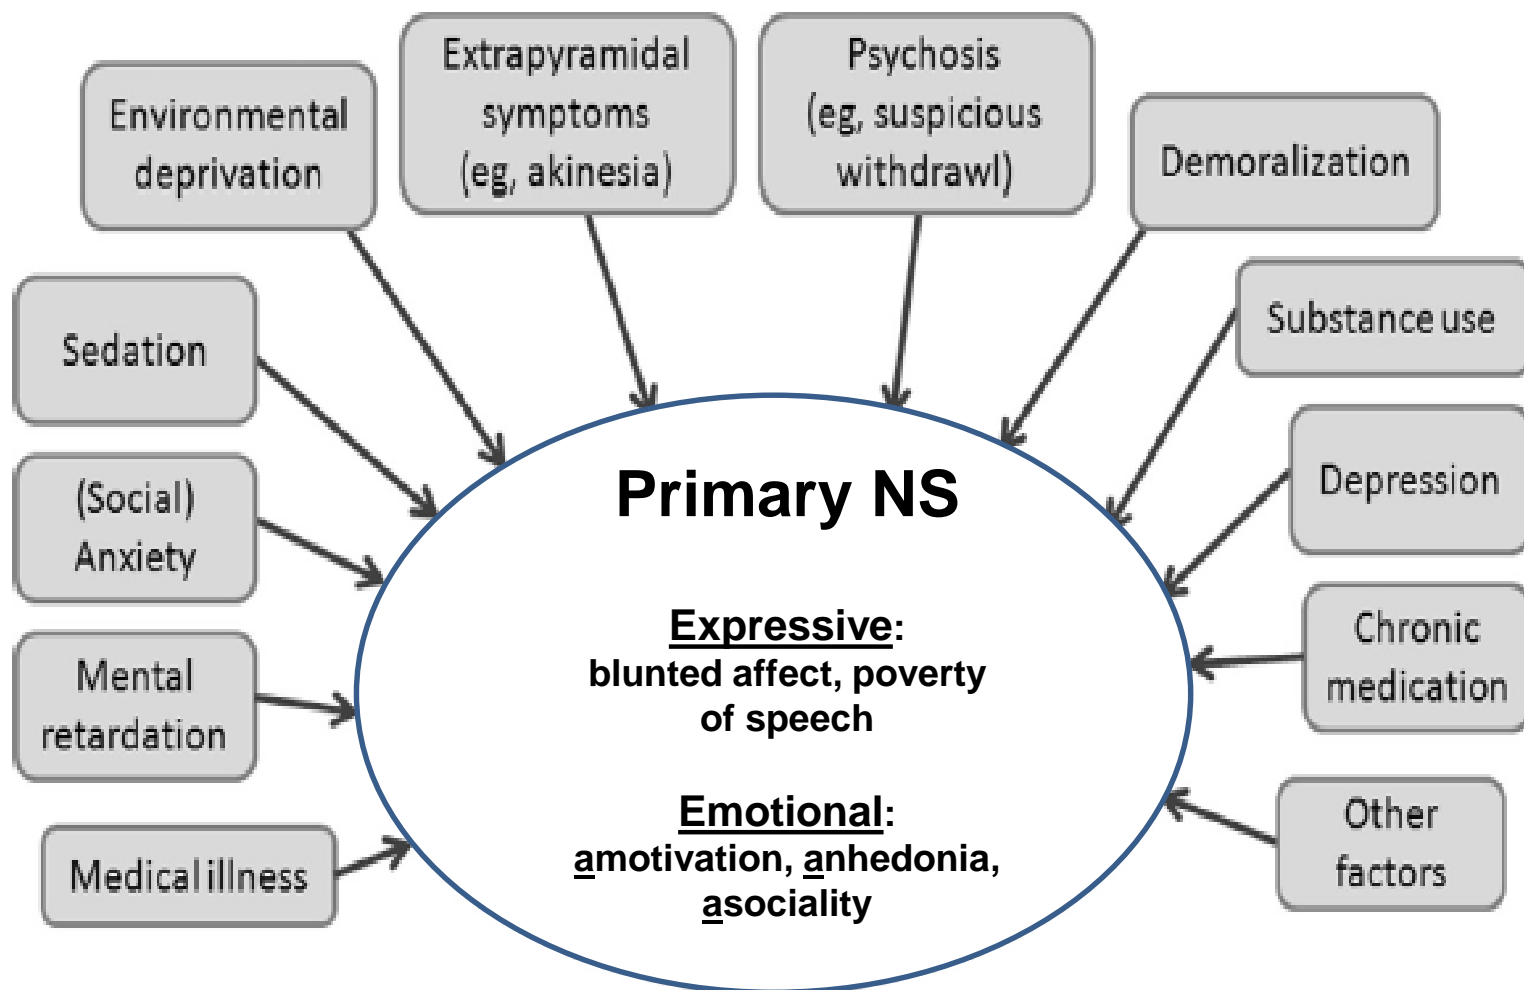 Environmental
deprivation
Extrapyramidal
symptoms
(eg, akinesia)
Psychosis
(eg, suspicious
withdrawl)
Demoralization
Sedation
Substance use
(Social)
Anxiety
Depression
Mental
retardation
Chronic
medication
Medical illness
Other
factors
Primary NS
Expressive:
blunted affect, poverty
of speech
Emotional:
amotivation, anhedonia,
asociality